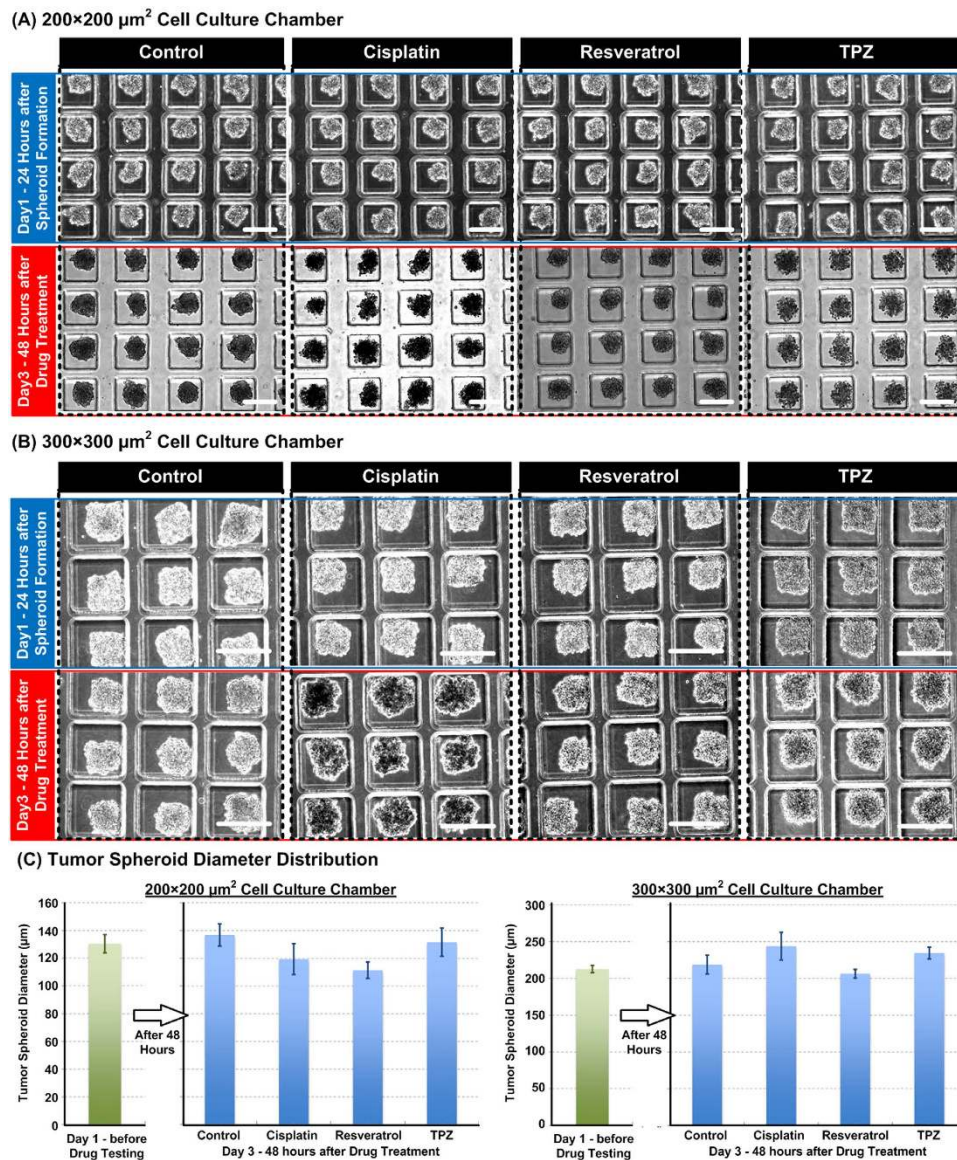 (A) 200×200 µm² Cell Culture Chamber
Control Cisplatin Resveratrol TPZ
Day1 - 24 Hours after
Spheroid Formation
Day3 - 48 Hours after
Drug Treatment
(B) 300×300 µm² Cell Culture Chamber
Control Cisplatin Resveratrol TPZ
Day1 - 24 Hours after
Spheroid Formation
Day3 - 48 Hours after
Drug Treatment
(C) Tumor Spheroid Diameter Distribution
200×200 µm² Cell Culture Chamber
Tumor Spheroid Diameter (µm)
160
140
120
100
80
60
40
20
0
After 48
Hours
Day 1 - before
Drug Testing
Control Cisplatin Resveratrol TPZ
Day 3 - 48 hours after Drug Treatment
300×300 µm² Cell Culture Chamber
Tumor Spheroid Diameter (µm)
300
250
200
150
100
50
0
After 48
Hours
Day 1 - before
Drug Testing
Control Cisplatin Resveratrol TPZ
Day 3 - 48 hours after Drug Treatment